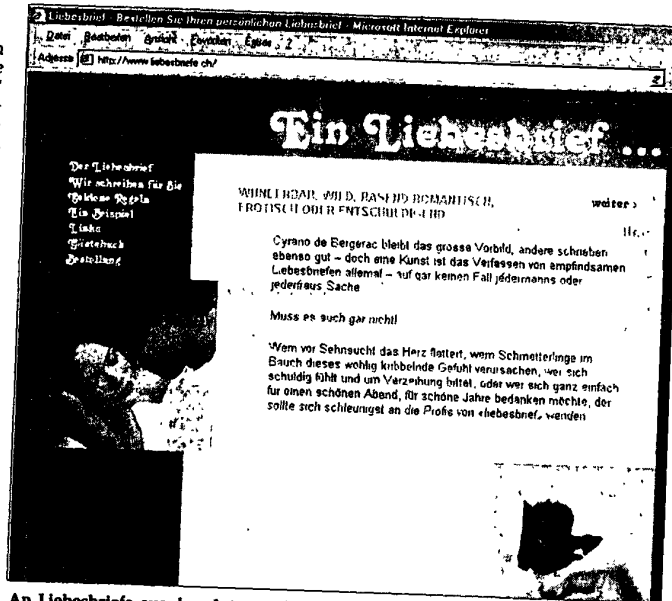 Liebesbrief - Bestellen Sie Ihren persönlichen Liebesbrief - Microsoft Internet Explorer
Datei Bearbeiten Ansicht Favoriten Extras ?
Adresse http://www.liebesbriefe.ch/
Ein Liebesbrief ...
Der Liebesbrief
Wir schreiben für Sie
Goldene Regeln
Ein Beispiel
Links
Gästebuch
Bestellung
WUNDERBAR, WILD, RASEND ROMANTISCH,
EROTISCH ODER ENTSCHULDIGEND
weiter >
Cyrano de Bergerac bleibt das grosse Vorbild, andere schrieben
ebenso gut – doch eine Kunst ist das Verfassen von empfindsamen
Liebesbriefen allemal – auf gar keinen Fall jedermanns oder
jederfraus Sache
Muss es auch gar nicht!
Wem vor Sehnsucht das Herz flattert, wem Schmetterlinge im
Bauch dieses wohlig kribbelnde Gefühl verursachen, wer sich
schuldig fühlt und um Verzeihung bittet, oder wer sich ganz einfach
für einen schönen Abend, für schöne Jahre bedanken möchte, der
sollte sich schleunigst an die Profis von «liebesbrief» wenden
An Liebesbriefe